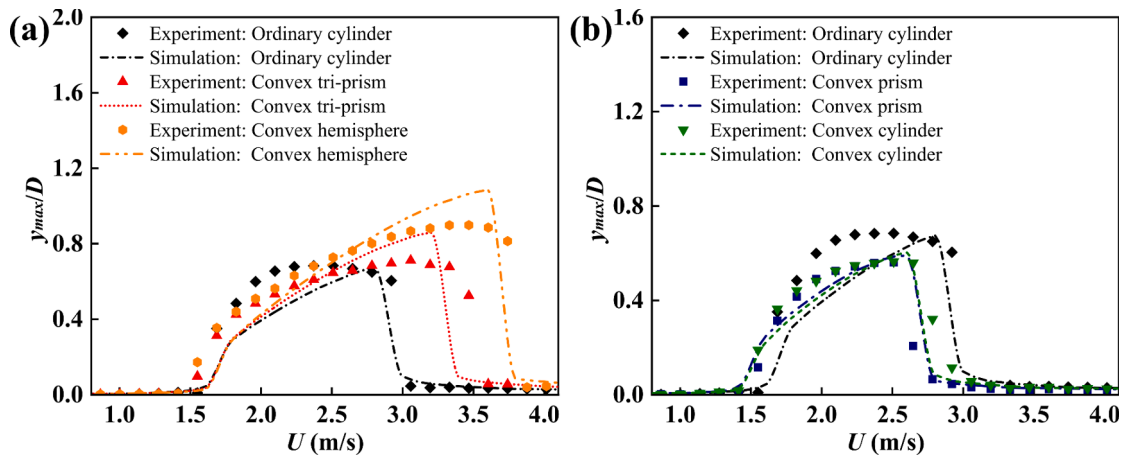 (a)
2.0
1.6
1.2
0.8
0.4
0.0
y_max/D
Experiment: Ordinary cylinder
Simulation: Ordinary cylinder
Experiment: Convex tri-prism
Simulation: Convex tri-prism
Experiment: Convex hemisphere
Simulation: Convex hemisphere
1.0 1.5 2.0 2.5 3.0 3.5 4.0
U (m/s)
(b)
1.6
1.2
0.8
0.4
0.0
y_max/D
Experiment: Ordinary cylinder
Simulation: Ordinary cylinder
Experiment: Convex prism
Simulation: Convex prism
Experiment: Convex cylinder
Simulation: Convex cylinder
1.0 1.5 2.0 2.5 3.0 3.5 4.0
U (m/s)